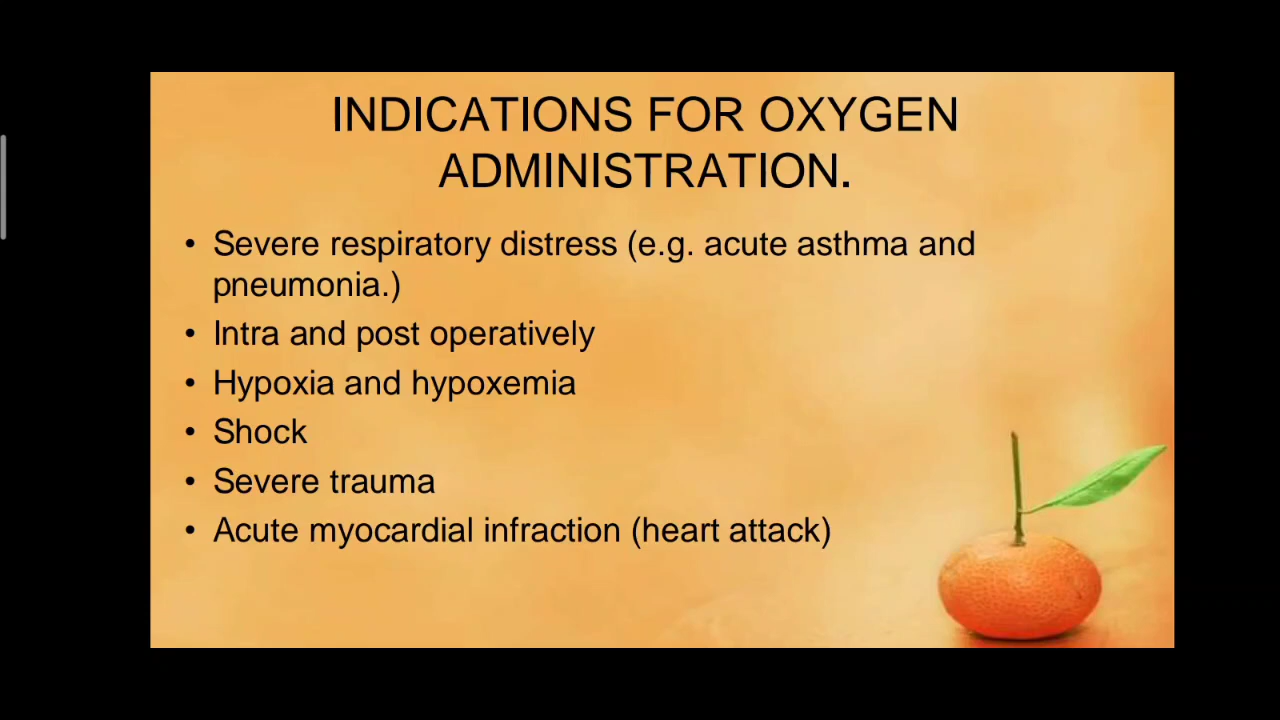 INDICATIONS FOR OXYGEN
ADMINISTRATION.
• Severe respiratory distress (e.g. acute asthma and
pneumonia.)
• Intra and post operatively
• Hypoxia and hypoxemia
• Shock
• Severe trauma
• Acute myocardial infraction (heart attack)